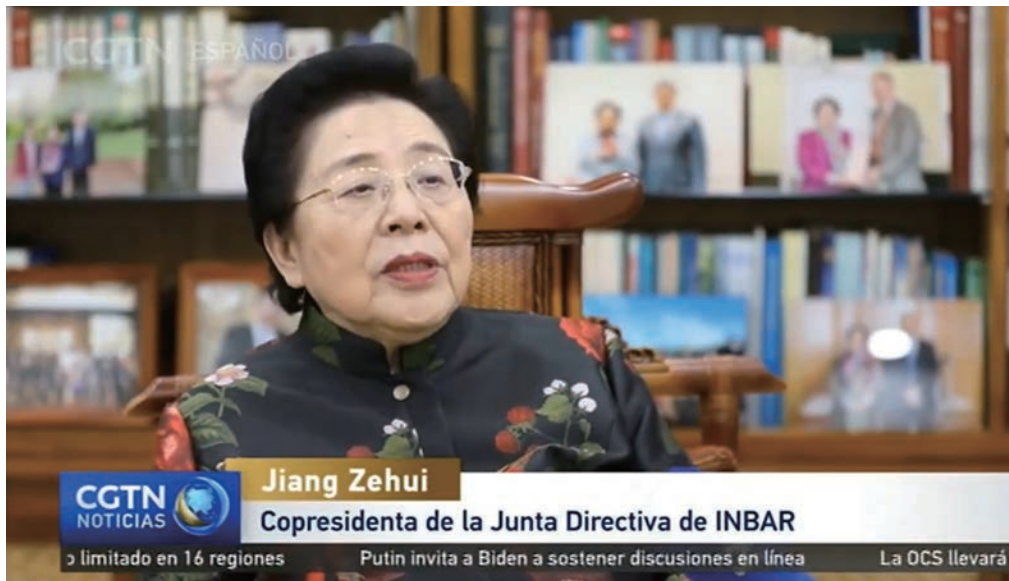 CGTN ESPAÑOL
Jiang Zehui
CGTN
NOTICIAS
Copresidenta de la Junta Directiva de INBAR
o limitado en 16 regiones Putin invita a Biden a sostener discusiones en línea La OCS llevará